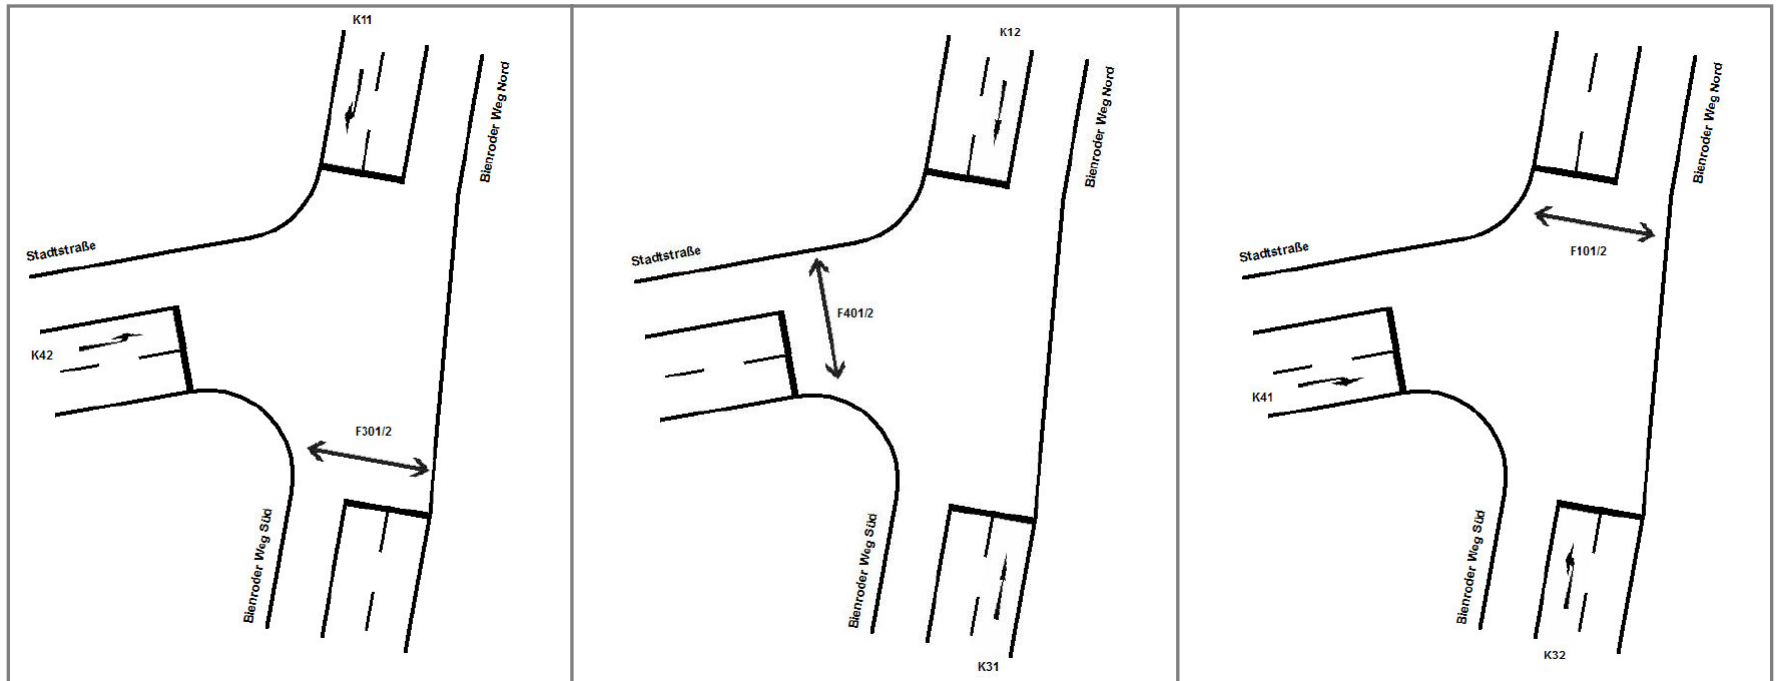 K11
Bienroder Weg Nord
Stadtstraße
K42
F301/2
Bienroder Weg Süd
K12
Bienroder Weg Nord
Stadtstraße
F401/2
Bienroder Weg Süd
K31
Bienroder Weg Nord
F101/2
Stadtstraße
K41
Bienroder Weg Süd
K32